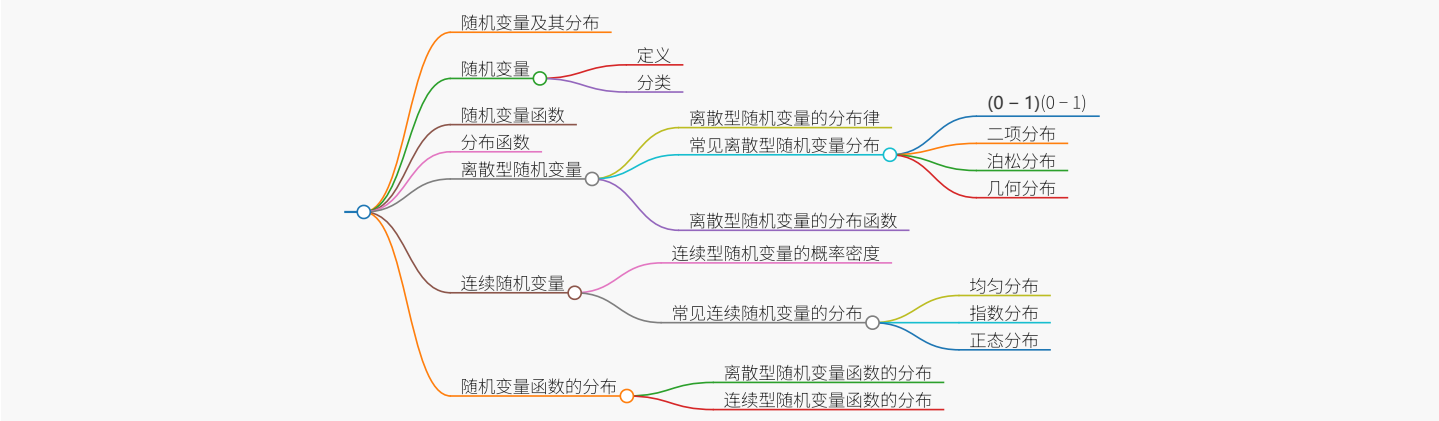 随机变量及其分布
随机变量
定义
分类
随机变量函数
分布函数
离散型随机变量
离散型随机变量的分布律
常见离散型随机变量分布
(0 − 1)(0 − 1)
二项分布
泊松分布
几何分布
离散型随机变量的分布函数
连续随机变量
连续型随机变量的概率密度
常见连续随机变量的分布
均匀分布
指数分布
正态分布
随机变量函数的分布
离散型随机变量函数的分布
连续型随机变量函数的分布